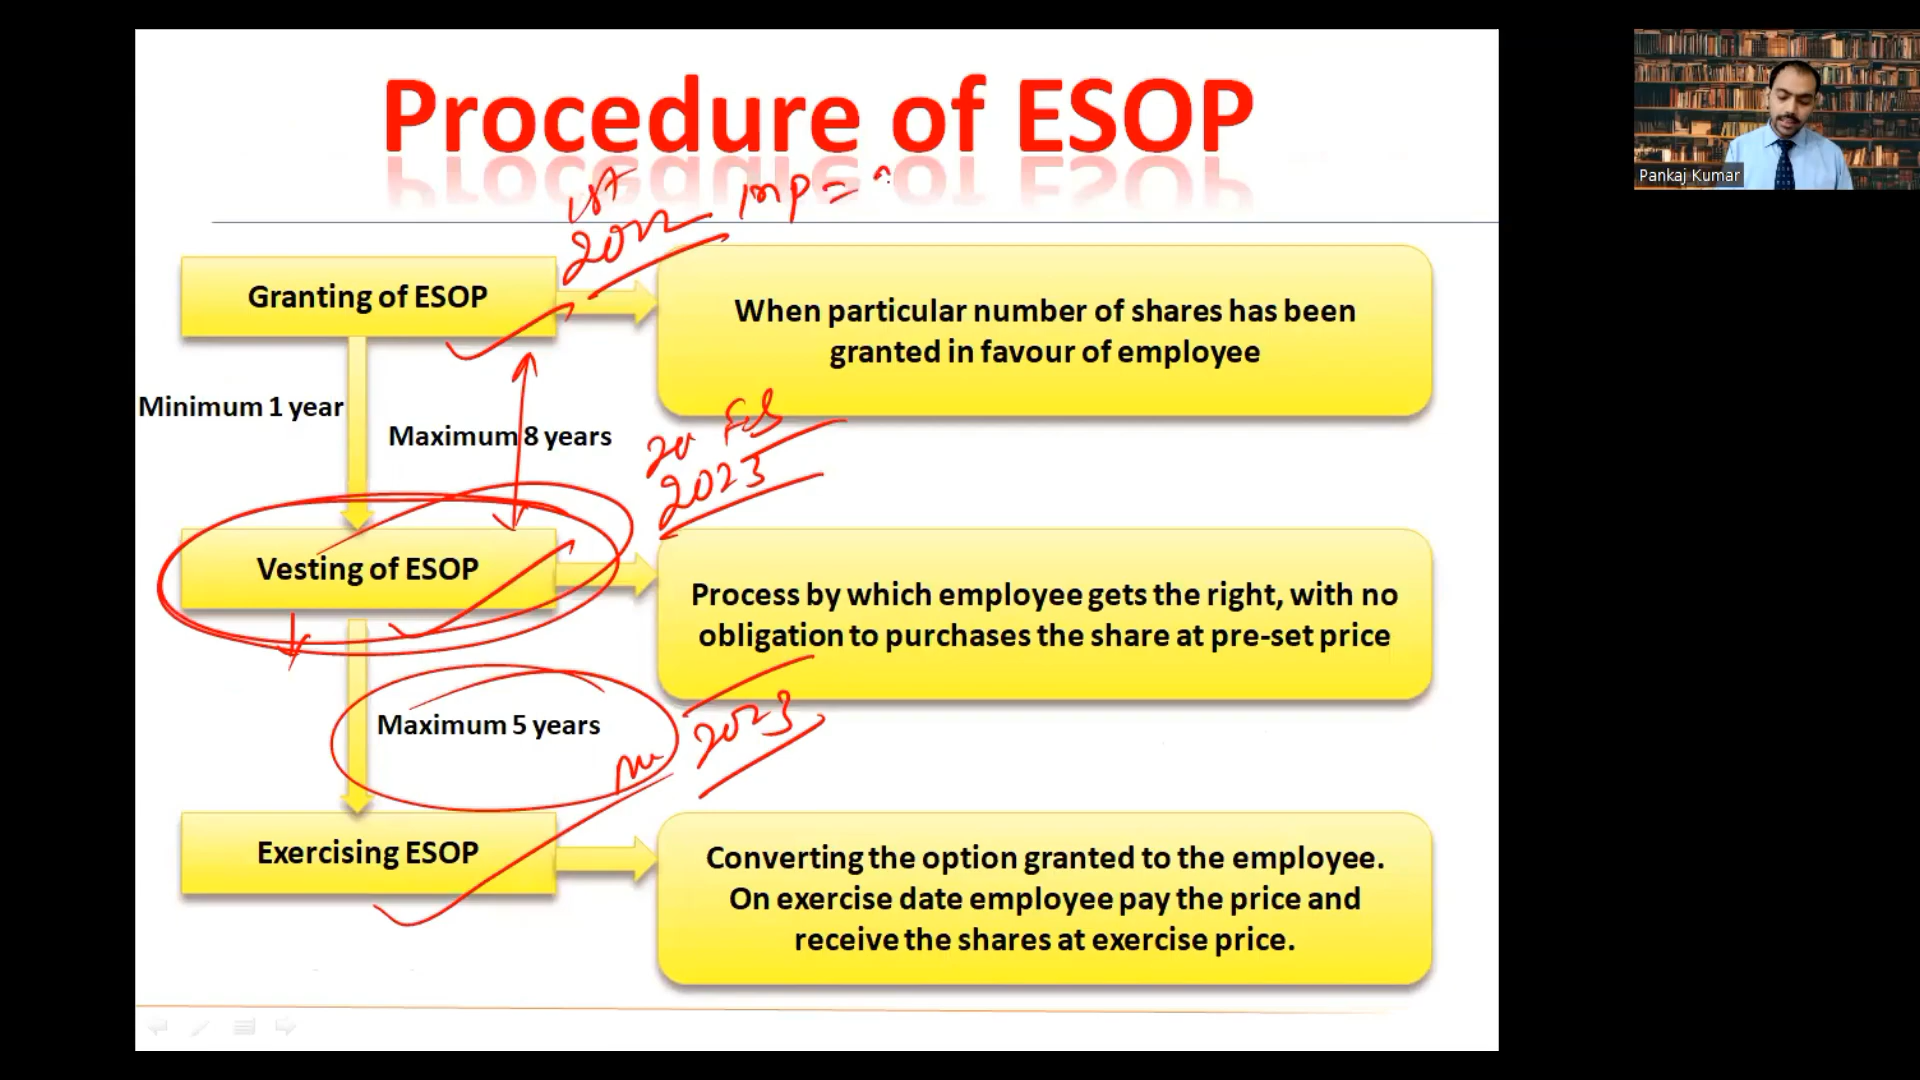 Procedure of ESOP
Pankaj Kumar
1st
2022
Granting of ESOP
When particular number of shares has been
granted in favour of employee
Minimum 1 year
Maximum 8 years
20 Feb
2023
Vesting of ESOP
Process by which employee gets the right, with no
obligation to purchases the share at pre-set price
Maximum 5 years
2023
Exercising ESOP
Converting the option granted to the employee.
On exercise date employee pay the price and
receive the shares at exercise price.